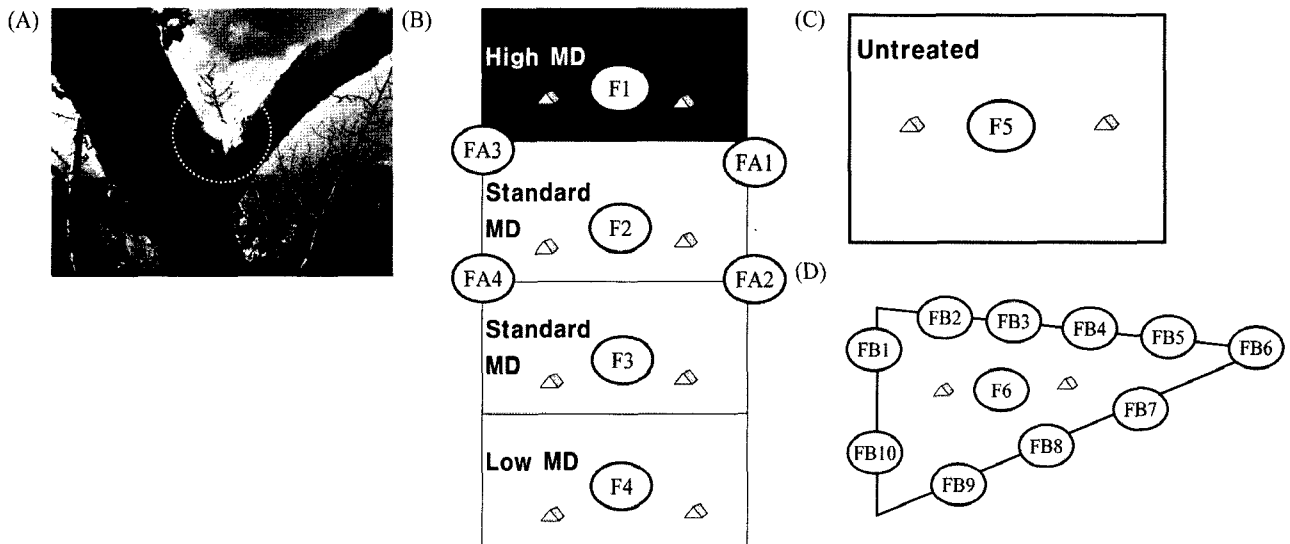 (A)
(B)
High MD
F1
FA3
FA1
Standard
MD
F2
FA4
FA2
Standard
MD
F3
Low MD
F4
(C)
Untreated
F5
(D)
FB2
FB3
FB4
FB5
FB6
FB1
F6
FB7
FB8
FB10
FB9